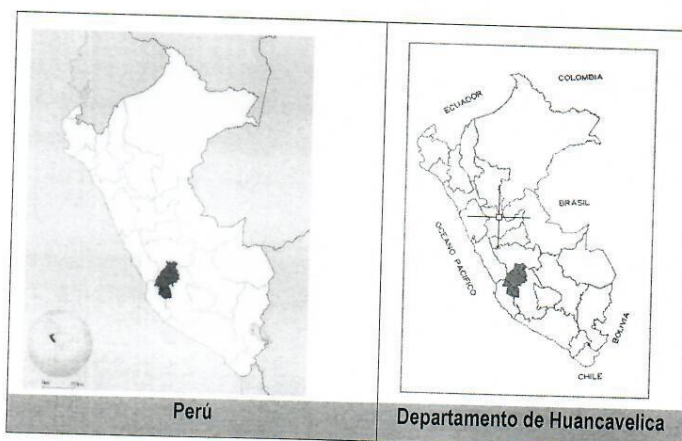 COLOMBIA
ECUADOR
BRASIL
OCEANO PACIFICO
BOLIVIA
CHILE
Perú
Departamento de Huancavelica